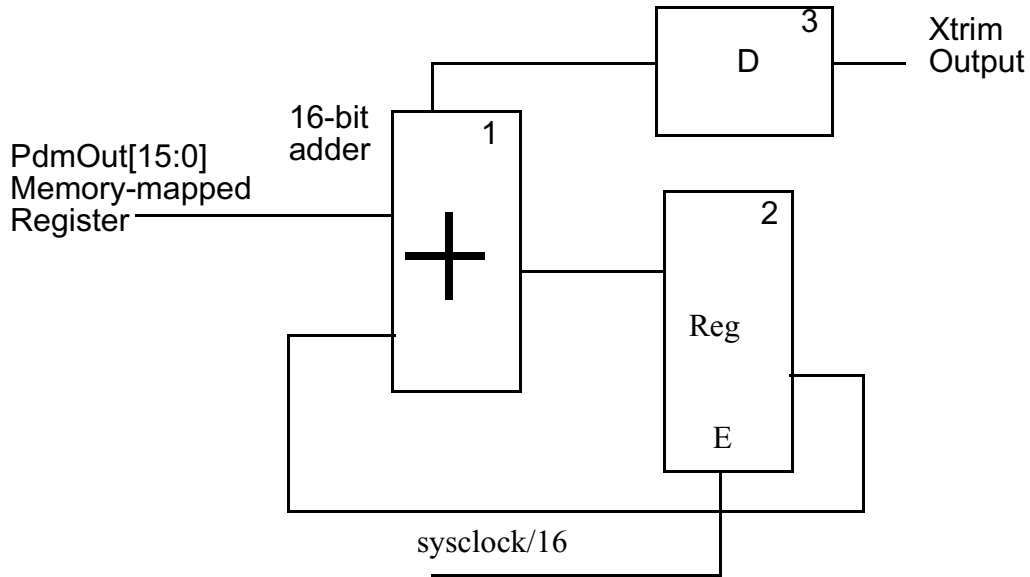 3
D
Xtrim
Output
16-bit
adder
1
PdmOut[15:0]
Memory-mapped
Register
2
Reg
E
sysclock/16